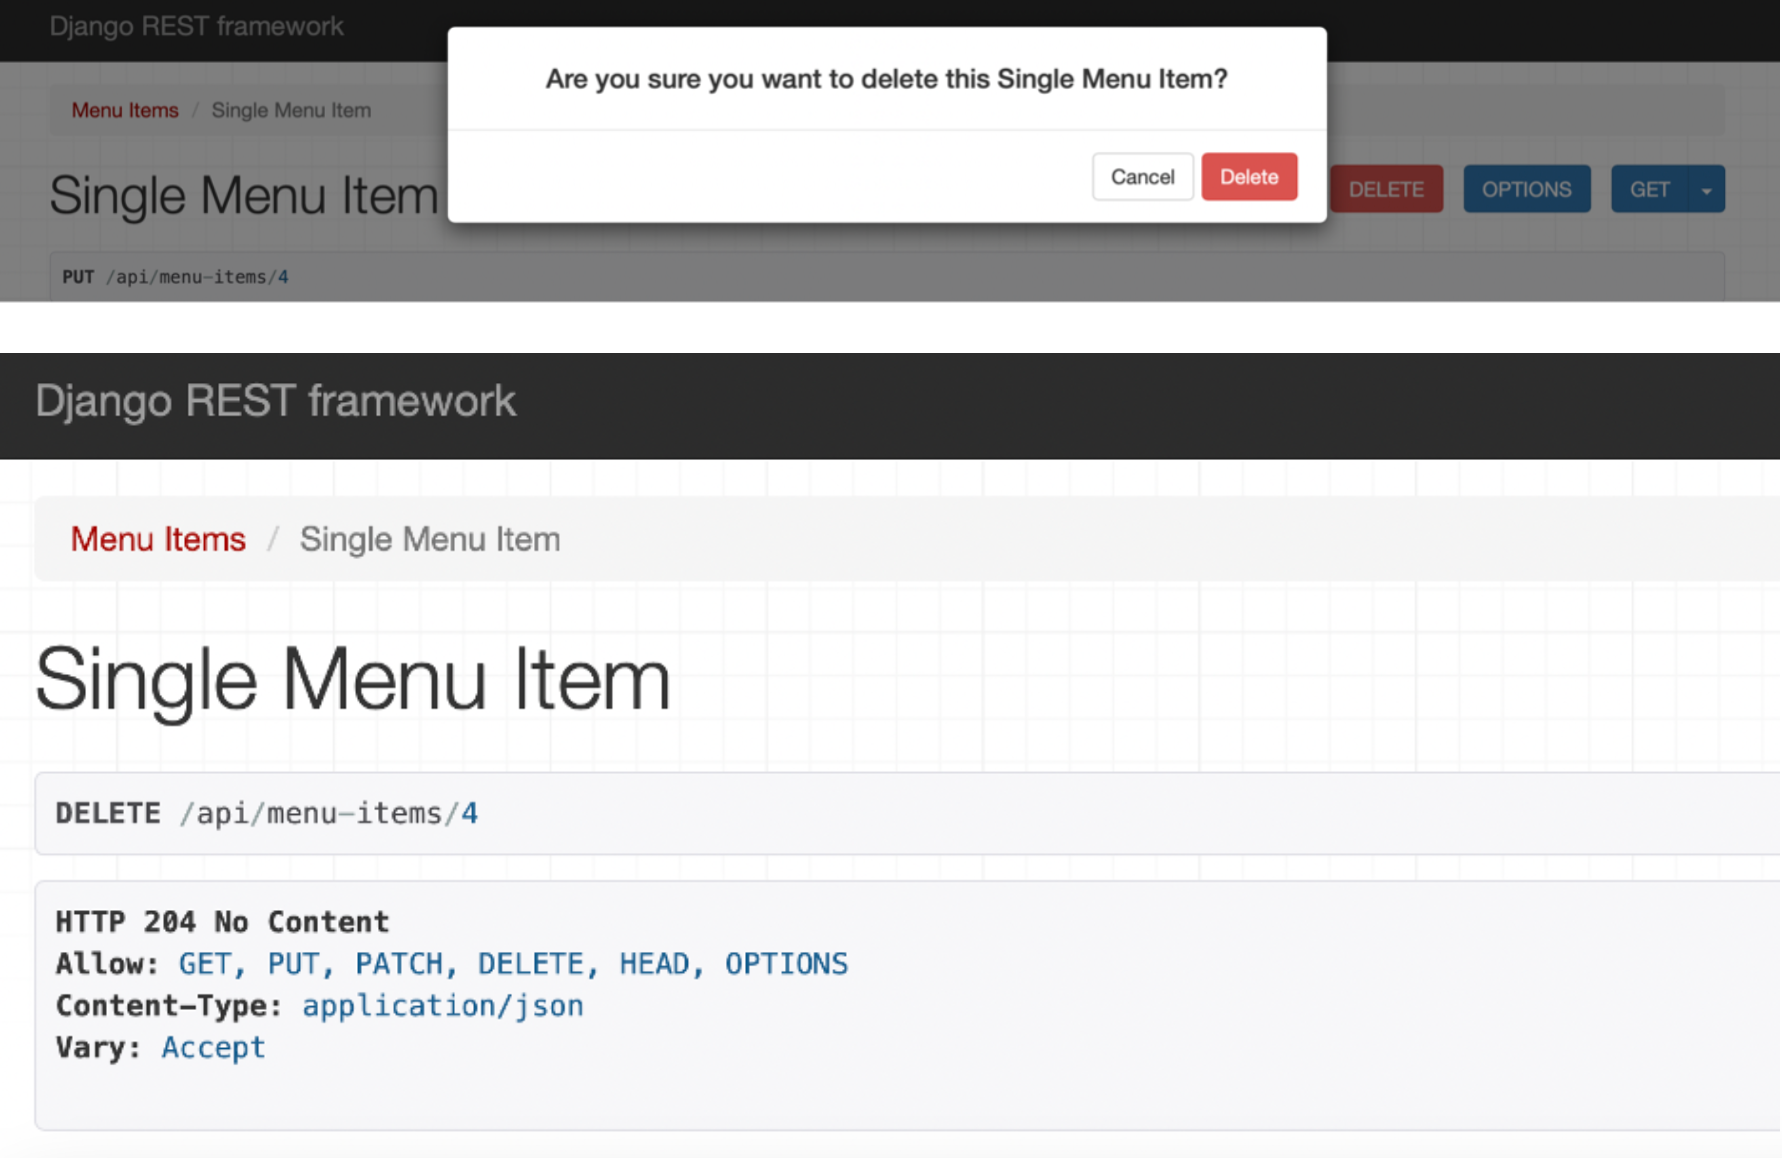 Django REST framework
Are you sure you want to delete this Single Menu Item?
Menu Items / Single Menu Item
Cancel Delete
Single Menu Item DELETE OPTIONS GET
PUT /api/menu-items/4
Django REST framework
Menu Items / Single Menu Item
Single Menu Item
DELETE /api/menu-items/4
HTTP 204 No Content
Allow: GET, PUT, PATCH, DELETE, HEAD, OPTIONS
Content-Type: application/json
Vary: Accept